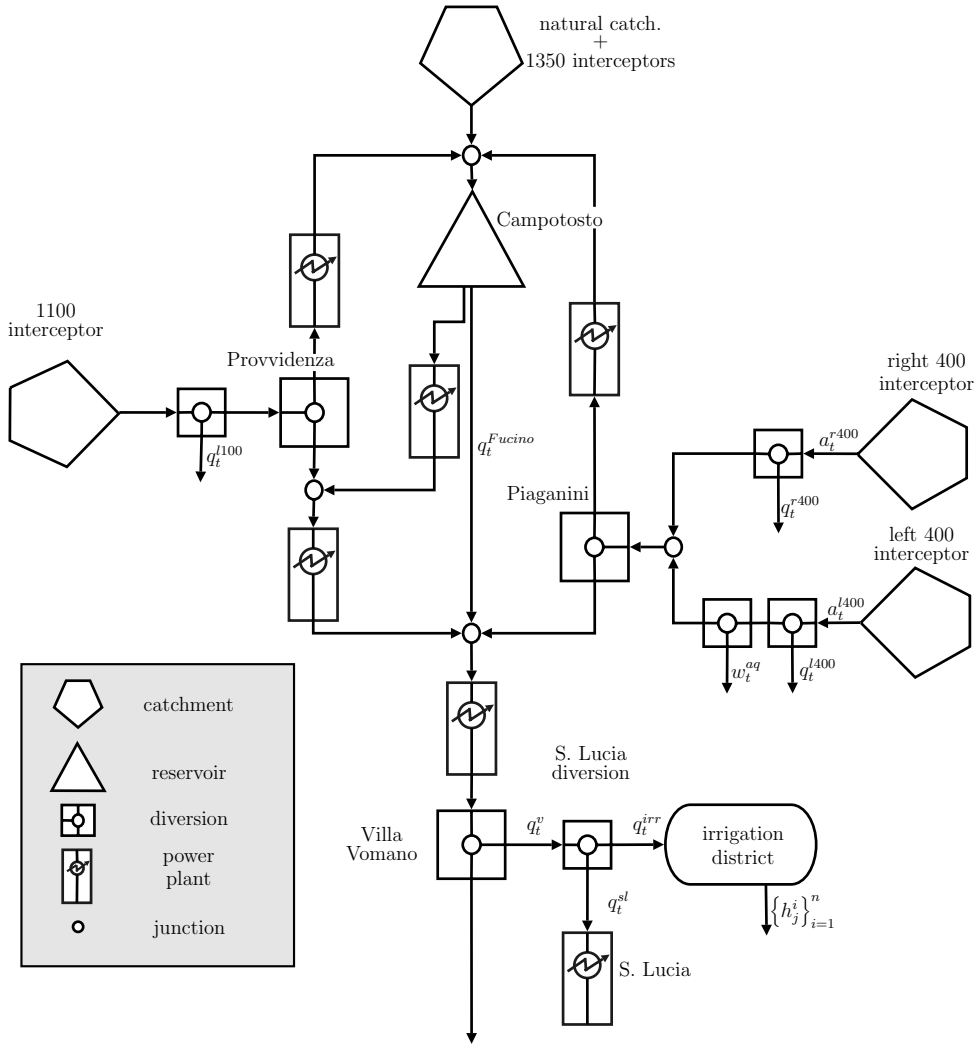 natural catch.
+
1350 interceptors
Campotosto
1100
interceptor
Provvidenza
q_t^{l100}
q_t^{Fucino}
Piaganini
right 400
interceptor
a_t^{r400}
q_t^{r400}
left 400
interceptor
a_t^{l400}
w_t^{aq}
q_t^{l400}
catchment
reservoir
diversion
power
plant
junction
S. Lucia
diversion
Villa
Vomano
q_t^v
q_t^{irr}
irrigation
district
q_t^{sl}
{h_j^i}_{i=1}^n
S. Lucia